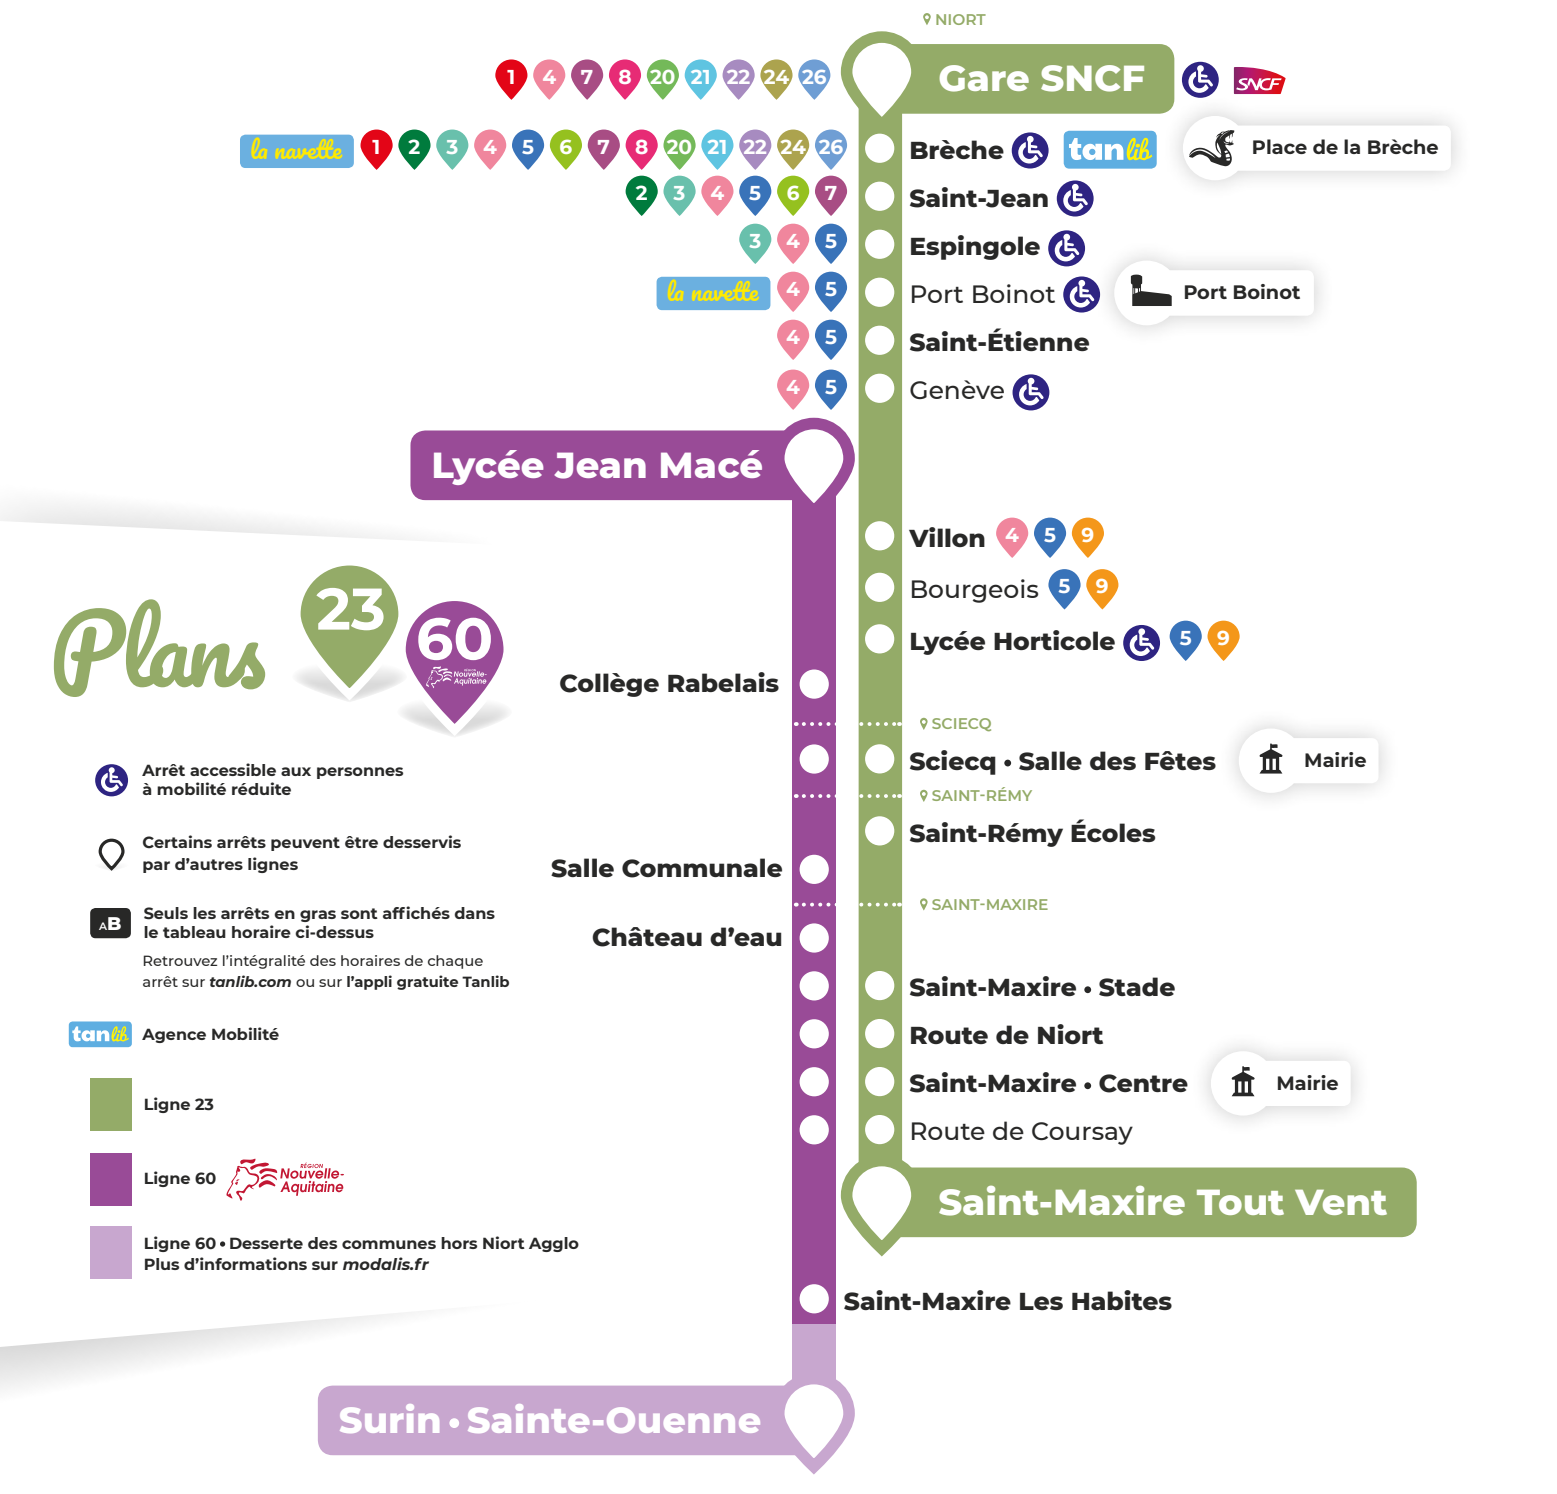 NIORT
1 4 7 8 20 21 22 24 26
Gare SNCF
SNCF
la navette 1 2 3 4 5 6 7 8 20 21 22 24 26
Brèche tanlib Place de la Brèche
2 3 4 5 6 7
Saint-Jean
3 4 5
Espingole
la navette 4 5
Port Boinot Port Boinot
4 5
Saint-Étienne
4 5
Genève
Lycée Jean Macé
Villon 4 5 9
Bourgeois 5 9
Lycée Horticole 5 9
Plans
23
60
RÉGION
Nouvelle-
Aquitaine
Collège Rabelais
SCIECQ
Sciecq • Salle des Fêtes Mairie
SAINT-RÉMY
Saint-Rémy Écoles
Salle Communale
SAINT-MAXIRE
Château d’eau
Saint-Maxire • Stade
Route de Niort
Saint-Maxire • Centre Mairie
Route de Coursay
Saint-Maxire Tout Vent
Saint-Maxire Les Habites
Surin • Sainte-Ouenne
Arrêt accessible aux personnes
à mobilité réduite
Certains arrêts peuvent être desservis
par d’autres lignes
AB
Seuls les arrêts en gras sont affichés dans
le tableau horaire ci-dessus
Retrouvez l’intégralité des horaires de chaque
arrêt sur tanlib.com ou sur l’appli gratuite Tanlib
tanlib Agence Mobilité
Ligne 23
Ligne 60
RÉGION
Nouvelle-
Aquitaine
Ligne 60 • Desserte des communes hors Niort Agglo
Plus d’informations sur modalis.fr